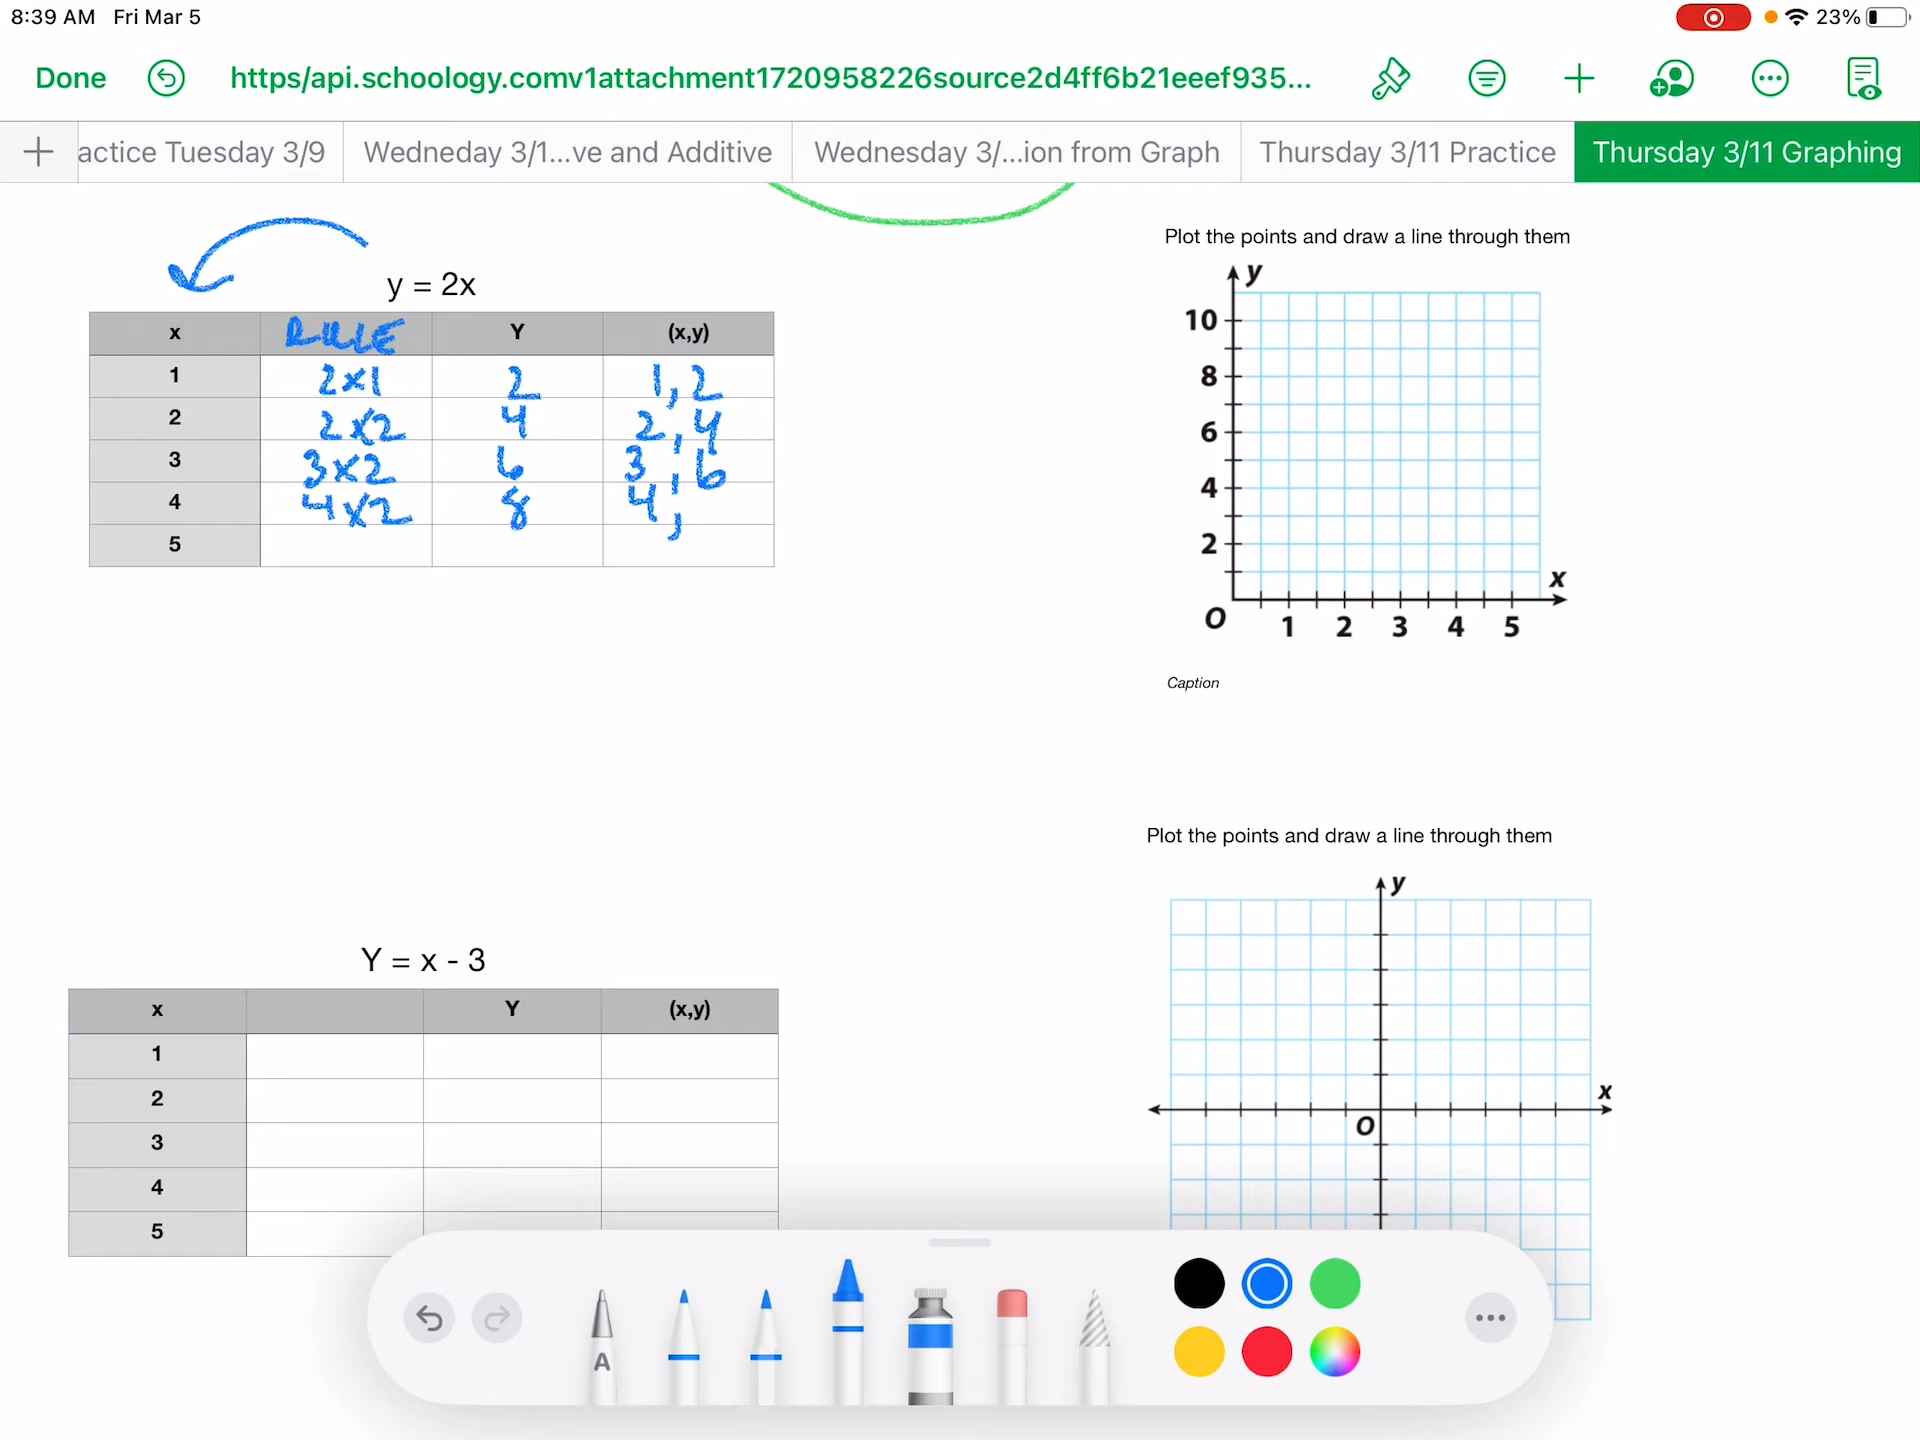 8:39 AM Fri Mar 5
23%
Done https/api.schoology.comv1attachment1720958226source2d4ff6b21eeef935...
actice Tuesday 3/9 Wedneday 3/1...ve and Additive Wednesday 3/...ion from Graph Thursday 3/11 Practice Thursday 3/11 Graphing
y = 2x
x RULE Y (x,y)
1 2x1 2 1,2
2 2x2 4 2,4
3 3x2 6 3,6
4 4x2 8 4,
5
Plot the points and draw a line through them
y
10
8
6
4
2
x
O 1 2 3 4 5
Caption
Y = x - 3
x Y (x,y)
1
2
3
4
5
Plot the points and draw a line through them
y
x
O
A